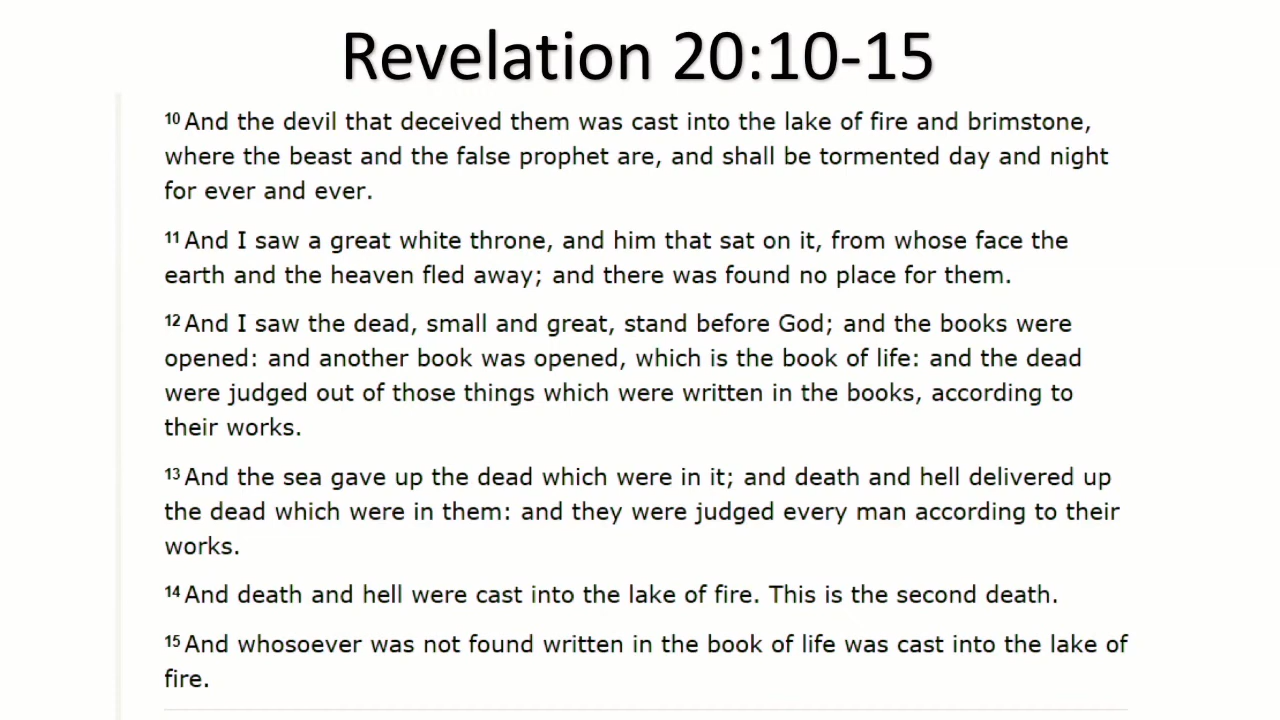 Revelation 20:10-15
10 And the devil that deceived them was cast into the lake of fire and brimstone,
where the beast and the false prophet are, and shall be tormented day and night
for ever and ever.
11 And I saw a great white throne, and him that sat on it, from whose face the
earth and the heaven fled away; and there was found no place for them.
12 And I saw the dead, small and great, stand before God; and the books were
opened: and another book was opened, which is the book of life: and the dead
were judged out of those things which were written in the books, according to
their works.
13 And the sea gave up the dead which were in it; and death and hell delivered up
the dead which were in them: and they were judged every man according to their
works.
14 And death and hell were cast into the lake of fire. This is the second death.
15 And whosoever was not found written in the book of life was cast into the lake of
fire.